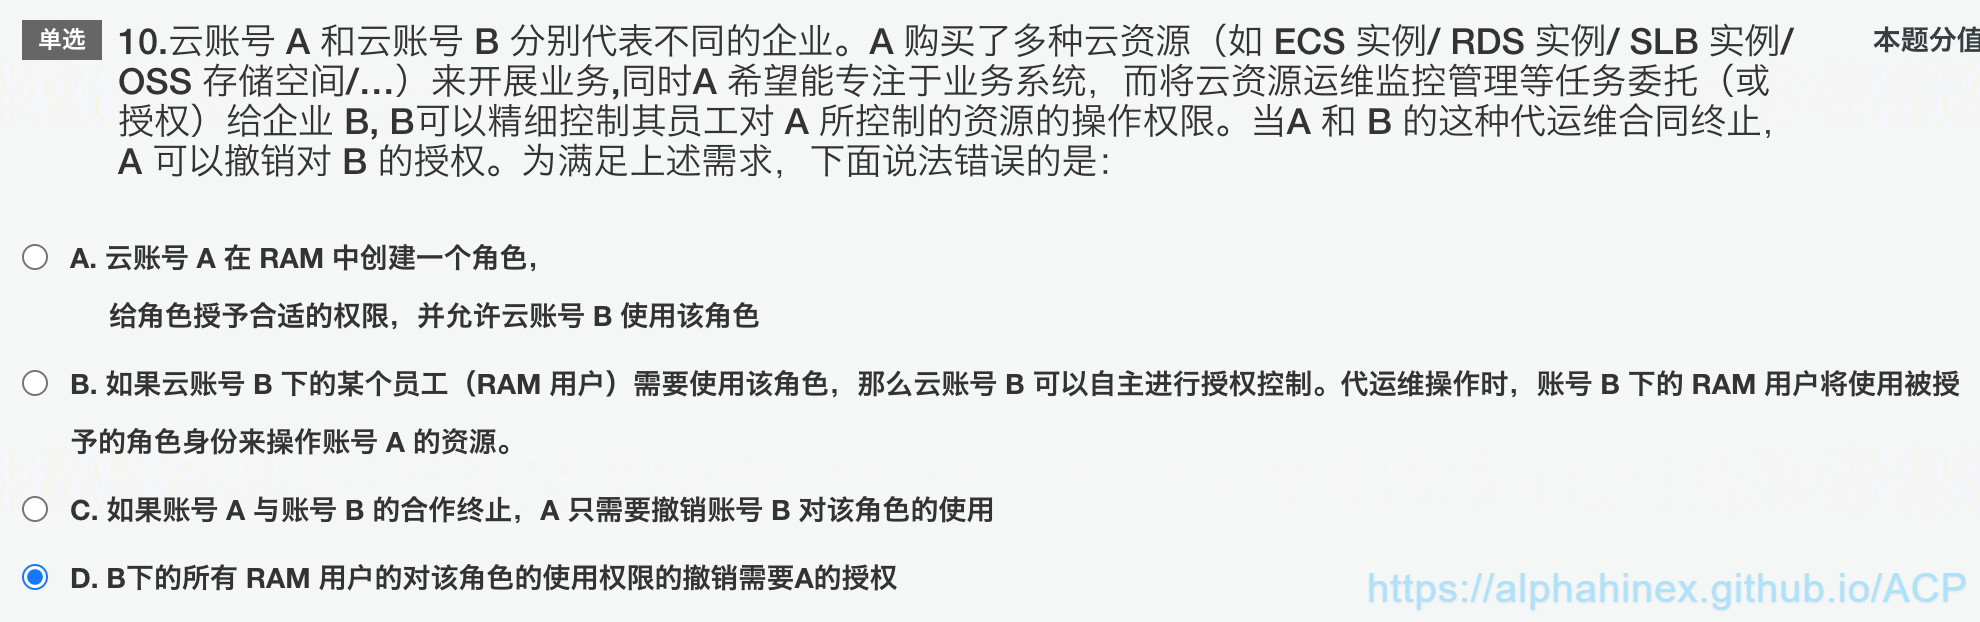 单选 10.云账号 A 和云账号 B 分别代表不同的企业。A 购买了多种云资源（如 ECS 实例/ RDS 实例/ SLB 实例/ 本题分值
OSS 存储空间/...）来开展业务,同时A 希望能专注于业务系统，而将云资源运维监控管理等任务委托（或
授权）给企业 B, B可以精细控制其员工对 A 所控制的资源的操作权限。当A 和 B 的这种代运维合同终止，
A 可以撤销对 B 的授权。为满足上述需求，下面说法错误的是：
A. 云账号 A 在 RAM 中创建一个角色，
给角色授予合适的权限，并允许云账号 B 使用该角色
B. 如果云账号 B 下的某个员工（RAM 用户）需要使用该角色，那么云账号 B 可以自主进行授权控制。代运维操作时，账号 B 下的 RAM 用户将使用被授
予的角色身份来操作账号 A 的资源。
C. 如果账号 A 与账号 B 的合作终止，A 只需要撤销账号 B 对该角色的使用
D. B下的所有 RAM 用户的对该角色的使用权限的撤销需要A的授权
https://alphahinex.github.io/ACP